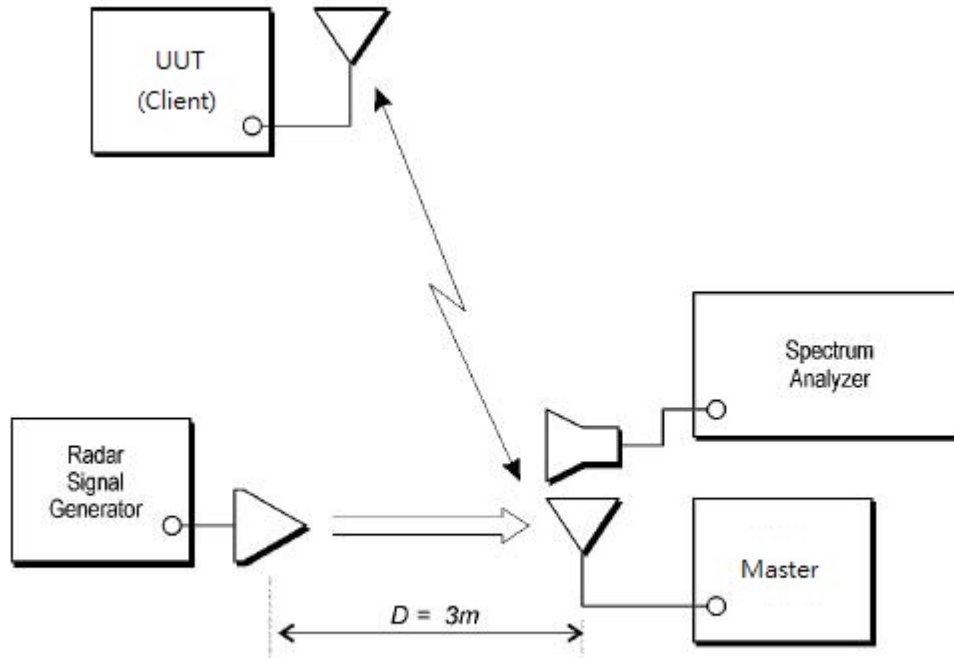 UUT
(Client)
Spectrum
Analyzer
Radar
Signal
Generator
Master
D = 3m